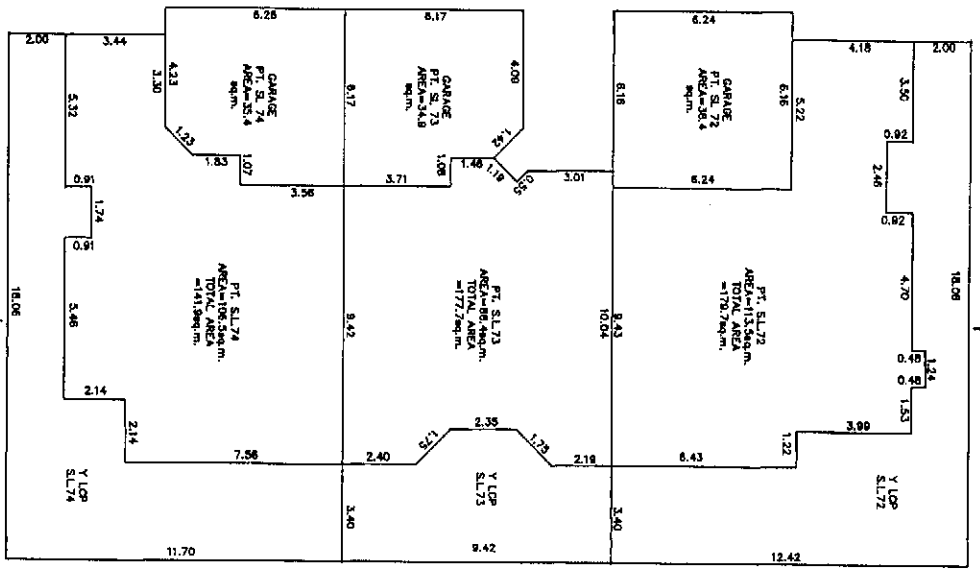 6.26
6.17
6.24
2.00
3.44
4.18
2.00
4.23
3.30
GARAGE
PT. SL 74
AREA=35.4
sq.m.
6.17
GARAGE
PT. SL 73
AREA=34.9
sq.m.
4.09
6.16
GARAGE
PT. SL 72
AREA=38.4
sq.m.
6.16
5.22
3.50
5.32
1.23
1.83
1.07
3.56
3.71
1.08
1.48
1.42
1.19
0.55
3.01
6.24
0.92
2.46
0.92
0.91
1.74
0.91
18.06
5.46
PT. S.L.74
AREA=106.5sq.m.
TOTAL AREA
=141.9sq.m.
9.42
PT. S.L.73
TOTAL AREA
=177.7sq.m.
9.43
10.04
PT. S.L.72
AREA=113.5sq.m.
TOTAL AREA
=179.7sq.m.
4.70
18.06
0.48
1.24
0.48
1.53
2.14
2.14
7.56
2.40
1.75
2.35
1.75
2.19
6.43
1.22
3.99
Y LCP
S.L.74
3.40
Y LCP
S.L.73
3.40
Y LCP
S.L.72
11.70
9.42
12.42